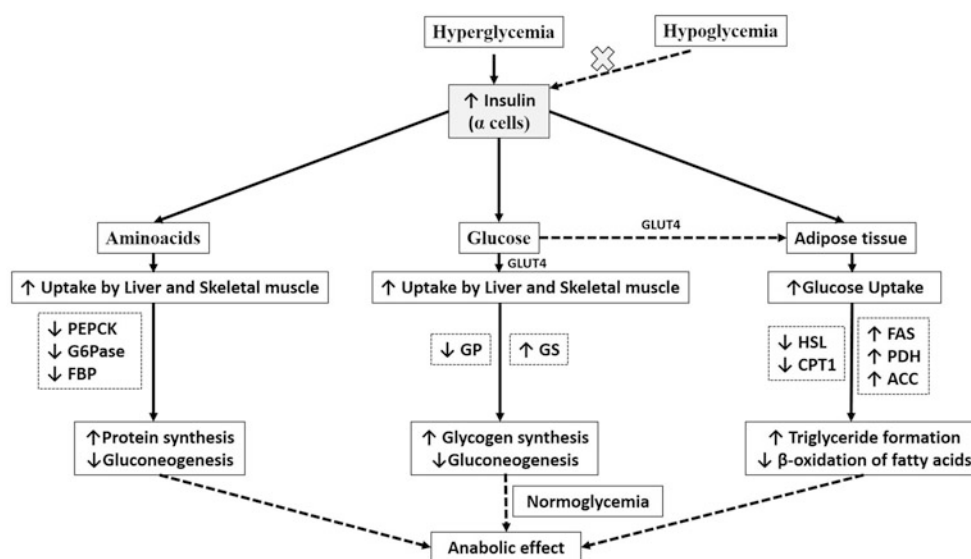 Hyperglycemia
Hypoglycemia
↑ Insulin
(α cells)
Aminoacids
Glucose
GLUT4
Adipose tissue
GLUT4
↑ Uptake by Liver and Skeletal muscle
↑ Uptake by Liver and Skeletal muscle
↑Glucose Uptake
↓ PEPCK
↓ G6Pase
↓ FBP
↓ GP
↑ GS
↓ HSL
↓ CPT1
↑ FAS
↑ PDH
↑ ACC
↑Protein synthesis
↓Gluconeogenesis
↑ Glycogen synthesis
↓Gluconeogenesis
↑ Triglyceride formation
↓ β-oxidation of fatty acids
Normoglycemia
Anabolic effect